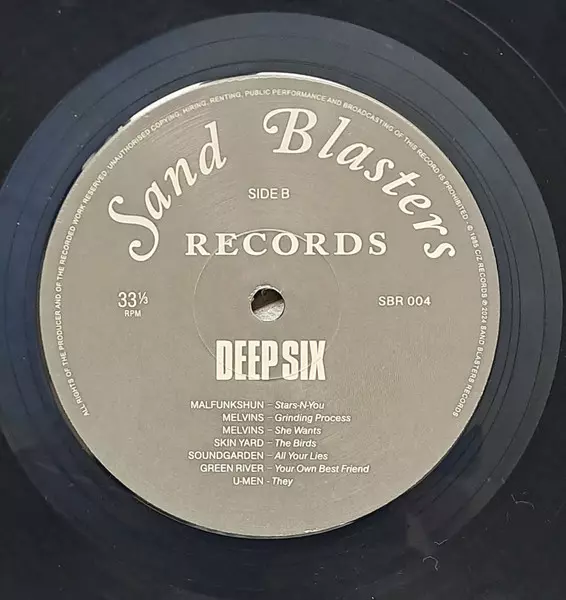 ALL RIGHTS OF THE PRODUCER AND OF THE RECORDED WORK RESERVED. UNAUTHORISED COPYING, HIRING, RENTING, PUBLIC PERFORMANCE AND BROADCASTING OF THIS RECORD IS PROHIBITED · © 1985 C/Z RECORDS ℗ 2024 SAND BLASTERS RECORDS
Sand Blasters
SIDE B
RECORDS
33⅓
RPM
SBR 004
DEEP SIX
MALFUNKSHUN – Stars-N-You
MELVINS – Grinding Process
MELVINS – She Wants
SKIN YARD – The Birds
SOUNDGARDEN – All Your Lies
GREEN RIVER – Your Own Best Friend
U-MEN - They